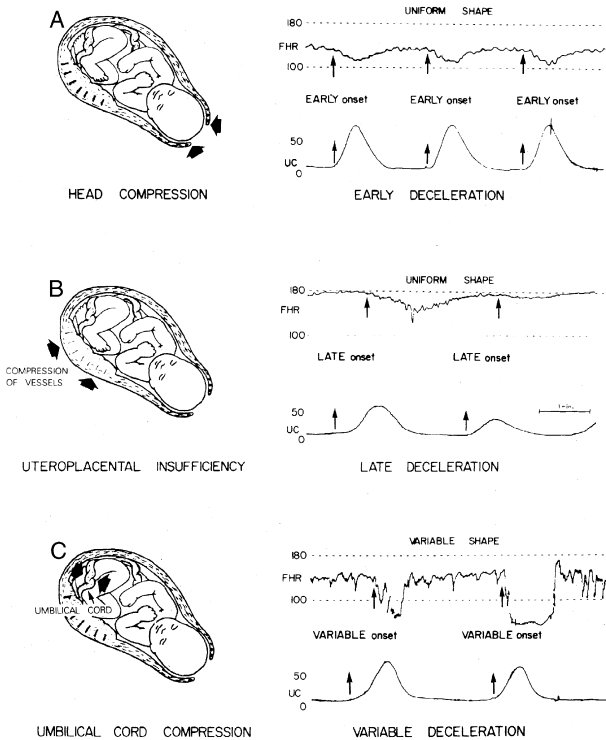 A
UNIFORM SHAPE
180
FHR
100
EARLY onset EARLY onset EARLY onset
50
UC
0
HEAD COMPRESSION
EARLY DECELERATION
B
UNIFORM SHAPE
180
FHR
100
COMPRESSION
OF VESSELS
LATE onset LATE onset
50
UC
0
1 min.
UTEROPLACENTAL INSUFFICIENCY
LATE DECELERATION
C
VARIABLE SHAPE
180
FHR
100
UMBILICAL CORD
VARIABLE onset VARIABLE onset
50
UC
0
UMBILICAL CORD COMPRESSION
VARIABLE DECELERATION